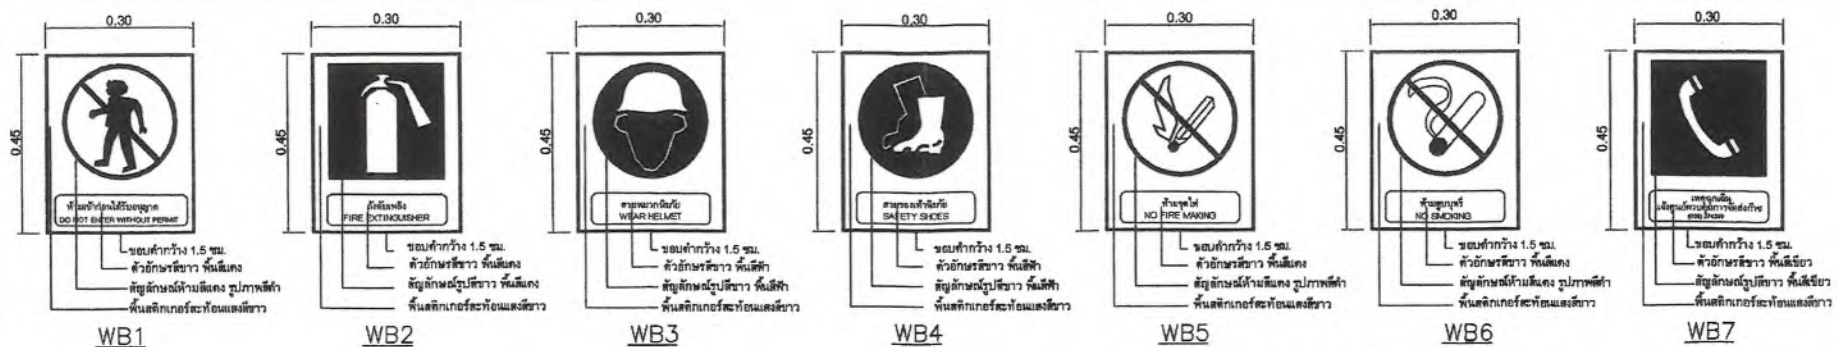 0.30
0.45
ห้ามเข้าก่อนได้รับอนุญาต
DO NOT ENTER WITHOUT PERMIT
ขอบดำกว้าง 1.5 ซม.
ตัวอักษรสีขาว พื้นสีแดง
สัญลักษณ์ห้ามสีแดง รูปภาพสีดำ
พื้นสติกเกอร์สะท้อนแสงสีขาว
WB1
0.30
0.45
ถังดับเพลิง
FIRE EXTINGUISHER
ขอบดำกว้าง 1.5 ซม.
ตัวอักษรสีขาว พื้นสีแดง
สัญลักษณ์รูปสีขาว พื้นสีแดง
พื้นสติกเกอร์สะท้อนแสงสีขาว
WB2
0.30
0.45
สวมหมวกนิรภัย
WEAR HELMET
ขอบดำกว้าง 1.5 ซม.
ตัวอักษรสีขาว พื้นสีฟ้า
สัญลักษณ์รูปสีขาว พื้นสีฟ้า
พื้นสติกเกอร์สะท้อนแสงสีขาว
WB3
0.30
0.45
สวมรองเท้านิรภัย
SAFETY SHOES
ขอบดำกว้าง 1.5 ซม.
ตัวอักษรสีขาว พื้นสีฟ้า
สัญลักษณ์รูปสีขาว พื้นสีฟ้า
พื้นสติกเกอร์สะท้อนแสงสีขาว
WB4
0.30
0.45
ห้ามจุดไฟ
NO FIRE MAKING
ขอบดำกว้าง 1.5 ซม.
ตัวอักษรสีขาว พื้นสีแดง
สัญลักษณ์ห้ามสีแดง รูปภาพสีดำ
พื้นสติกเกอร์สะท้อนแสงสีขาว
WB5
0.30
0.45
ห้ามสูบบุหรี่
NO SMOKING
ขอบดำกว้าง 1.5 ซม.
ตัวอักษรสีขาว พื้นสีแดง
สัญลักษณ์ห้ามสีแดง รูปภาพสีดำ
พื้นสติกเกอร์สะท้อนแสงสีขาว
WB6
0.30
0.45
เหตุฉุกเฉิน
แจ้งศูนย์ควบคุมการจัดส่งก๊าซ
ขอบดำกว้าง 1.5 ซม.
ตัวอักษรสีขาว พื้นสีเขียว
สัญลักษณ์รูปสีขาว พื้นสีเขียว
พื้นสติกเกอร์สะท้อนแสงสีขาว
WB7